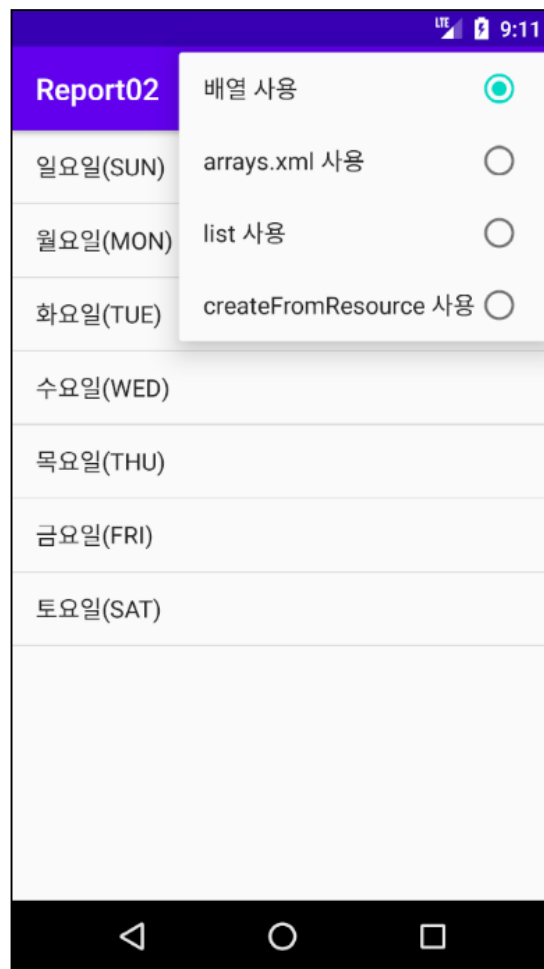 LTE 9:11
Report02
배열 사용
arrays.xml 사용
list 사용
createFromResource 사용
일요일(SUN)
월요일(MON)
화요일(TUE)
수요일(WED)
목요일(THU)
금요일(FRI)
토요일(SAT)